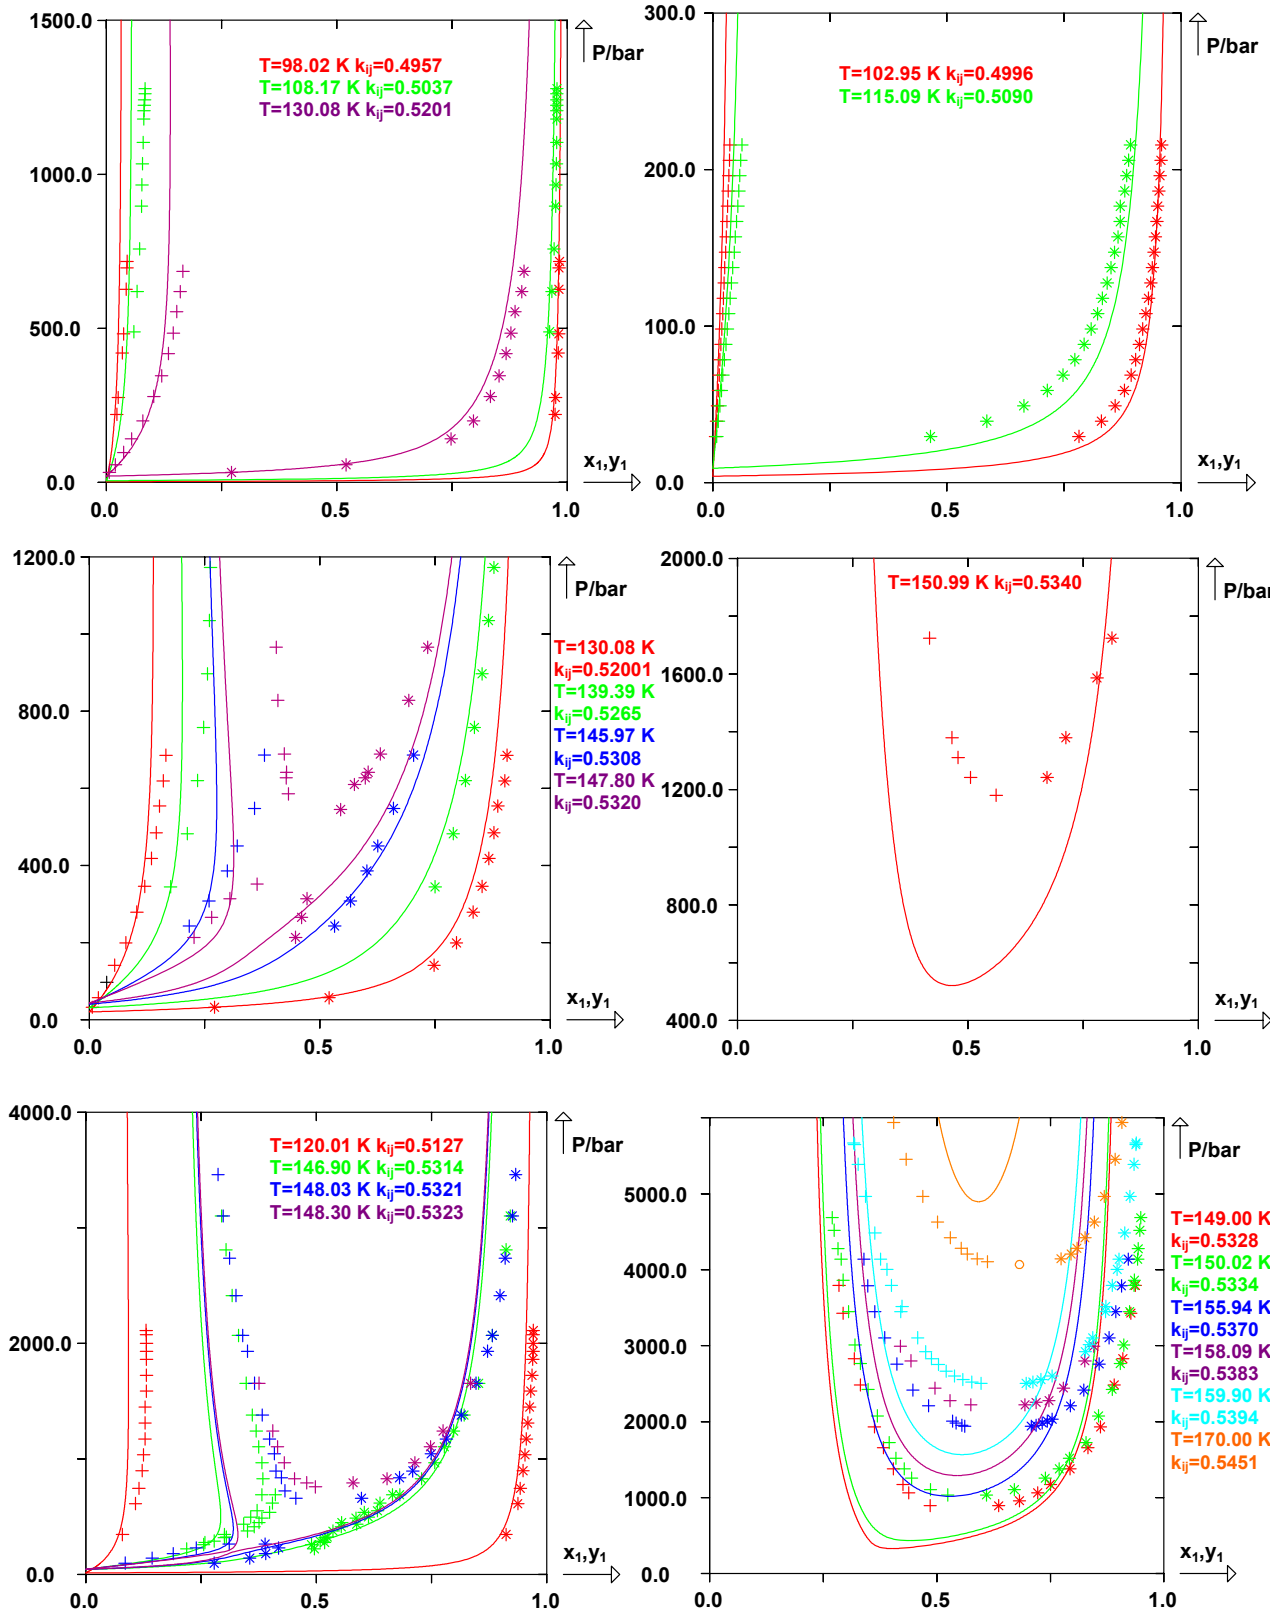 1500.0
P/bar
T=98.02 K kij=0.4957
T=108.17 K kij=0.5037
T=130.08 K kij=0.5201
1000.0
500.0
0.0
x1,y1
0.0
0.5
1.0
300.0
P/bar
T=102.95 K kij=0.4996
T=115.09 K kij=0.5090
200.0
100.0
0.0
x1,y1
0.0
0.5
1.0
1200.0
P/bar
T=130.08 K
kij=0.52001
T=139.39 K
kij=0.5265
T=145.97 K
kij=0.5308
T=147.80 K
kij=0.5320
800.0
400.0
0.0
x1,y1
0.0
0.5
1.0
2000.0
T=150.99 K kij=0.5340
P/bar
1600.0
1200.0
800.0
400.0
x1,y1
0.0
0.5
1.0
4000.0
P/bar
T=120.01 K kij=0.5127
T=146.90 K kij=0.5314
T=148.03 K kij=0.5321
T=148.30 K kij=0.5323
2000.0
0.0
x1,y1
0.0
0.5
1.0
P/bar
5000.0
4000.0
3000.0
2000.0
1000.0
0.0
T=149.00 K
kij=0.5328
T=150.02 K
kij=0.5334
T=155.94 K
kij=0.5370
T=158.09 K
kij=0.5383
T=159.90 K
kij=0.5394
T=170.00 K
kij=0.5451
x1,y1
0.0
0.5
1.0